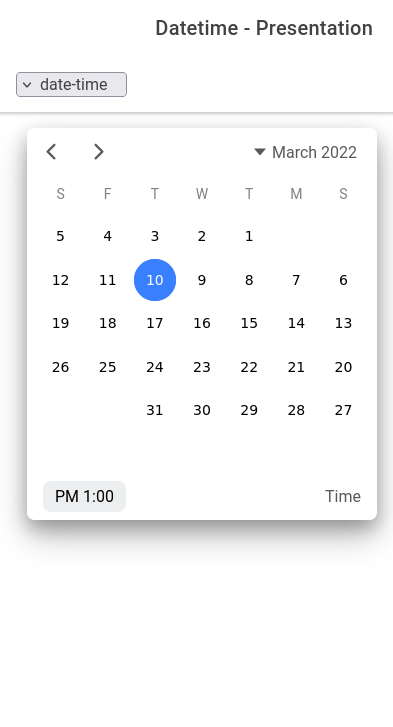 Datetime - Presentation
date-time
March 2022
S F T W T M S
5 4 3 2 1
12 11 10 9 8 7 6
19 18 17 16 15 14 13
26 25 24 23 22 21 20
31 30 29 28 27
PM 1:00 Time